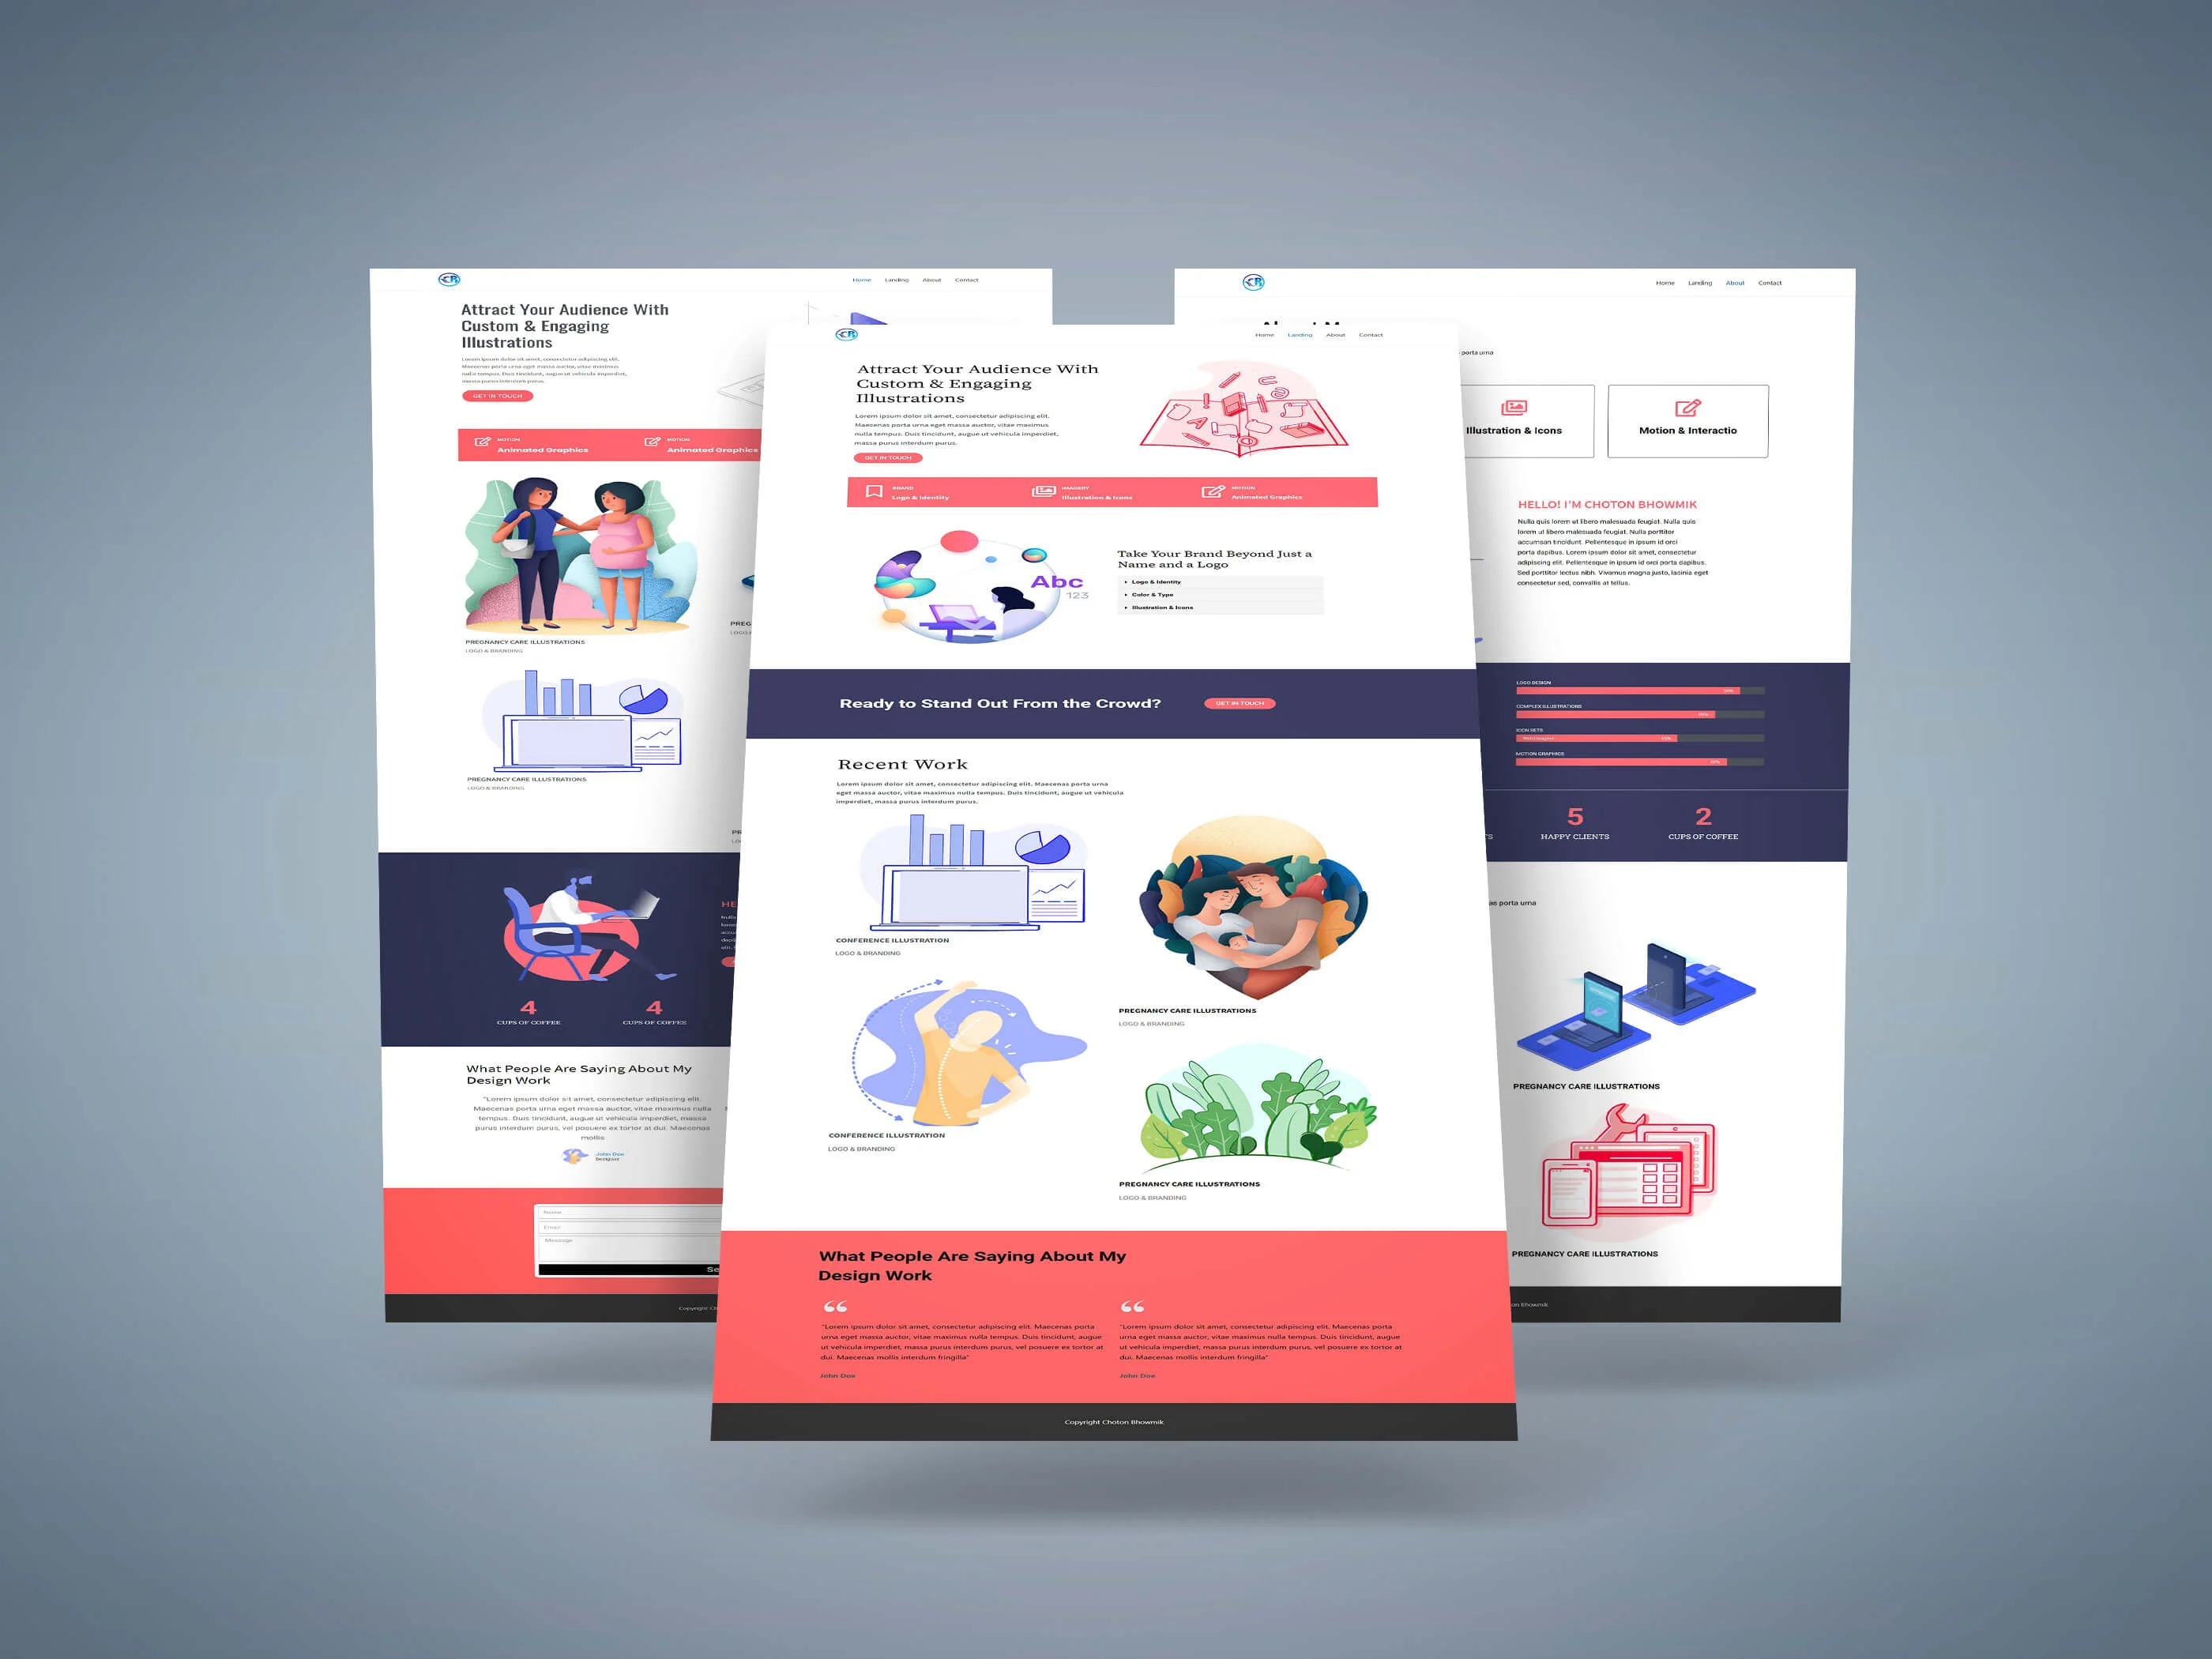 Home Landing About Contact
Attract Your Audience With
Custom & Engaging
Illustrations
Lorem ipsum dolor sit amet, consectetur adipiscing elit.
Maecenas porta urna eget massa auctor, vitae maximus
nulla tempus. Duis tincidunt, augue ut vehicula imperdiet,
massa purus interdum purus.
GET IN TOUCH
MOTION
Animated Graphics
MOTION
Animated Graphics
PREGNANCY CARE ILLUSTRATIONS
LOGO & BRANDING
PREGNANCY CARE ILLUSTRATIONS
LOGO & BRANDING
4
CUPS OF COFFEE
4
CUPS OF COFFEE
What People Are Saying About My
Design Work
"Lorem ipsum dolor sit amet, consectetur adipiscing elit.
Maecenas porta urna eget massa auctor, vitae maximus nulla
tempus. Duis tincidunt, augue ut vehicula imperdiet, massa
purus interdum purus, vel posuere ex tortor at dui. Maecenas
mollis
John Doe
Designer
Name
Email
Message
Copyright
Home Landing About Contact
Attract Your Audience With
Custom & Engaging
Illustrations
Lorem ipsum dolor sit amet, consectetur adipiscing elit.
Maecenas porta urna eget massa auctor, vitae maximus
nulla tempus. Duis tincidunt, augue ut vehicula imperdiet,
massa purus interdum purus.
GET IN TOUCH
BRAND
Logo & Identity
IMAGERY
Illustration & Icons
MOTION
Animated Graphics
Abc
123
Take Your Brand Beyond Just a
Name and a Logo
Logo & Identity
Color & Type
Illustration & Icons
Ready to Stand Out From the Crowd?
GET IN TOUCH
Recent Work
Lorem ipsum dolor sit amet, consectetur adipiscing elit. Maecenas porta urna
eget massa auctor, vitae maximus nulla tempus. Duis tincidunt, augue ut vehicula
imperdiet, massa purus interdum purus.
CONFERENCE ILLUSTRATION
LOGO & BRANDING
PREGNANCY CARE ILLUSTRATIONS
LOGO & BRANDING
CONFERENCE ILLUSTRATION
LOGO & BRANDING
PREGNANCY CARE ILLUSTRATIONS
LOGO & BRANDING
What People Are Saying About My
Design Work
"Lorem ipsum dolor sit amet, consectetur adipiscing elit. Maecenas porta
urna eget massa auctor, vitae maximus nulla tempus. Duis tincidunt, augue
ut vehicula imperdiet, massa purus interdum purus, vel posuere ex tortor at
dui. Maecenas mollis interdum fringilla"
John Doe
"Lorem ipsum dolor sit amet, consectetur adipiscing elit. Maecenas porta
urna eget massa auctor, vitae maximus nulla tempus. Duis tincidunt, augue
ut vehicula imperdiet, massa purus interdum purus, vel posuere ex tortor at
dui. Maecenas mollis interdum fringilla"
John Doe
Copyright Choton Bhowmik
Home Landing About Contact
porta urna
Illustration & Icons
Motion & Interactio
HELLO! I'M CHOTON BHOWMIK
Nulla quis lorem ut libero malesuada feugiat. Nulla quis
lorem ut libero malesuada feugiat. Nulla porttitor
accumsan tincidunt. Pellentesque in ipsum id orci
porta dapibus. Lorem ipsum dolor sit amet, consectetur
adipiscing elit. Pellentesque in ipsum id orci porta dapibus.
Sed porttitor lectus nibh. Vivamus magna justo, lacinia eget
consectetur sed, convallis at tellus.
LOGO DESIGN
COMPLEX ILLUSTRATIONS
ICON SETS
MOTION GRAPHICS
5
HAPPY CLIENTS
2
CUPS OF COFFEE
porta urna
PREGNANCY CARE ILLUSTRATIONS
PREGNANCY CARE ILLUSTRATIONS
Bhowmik